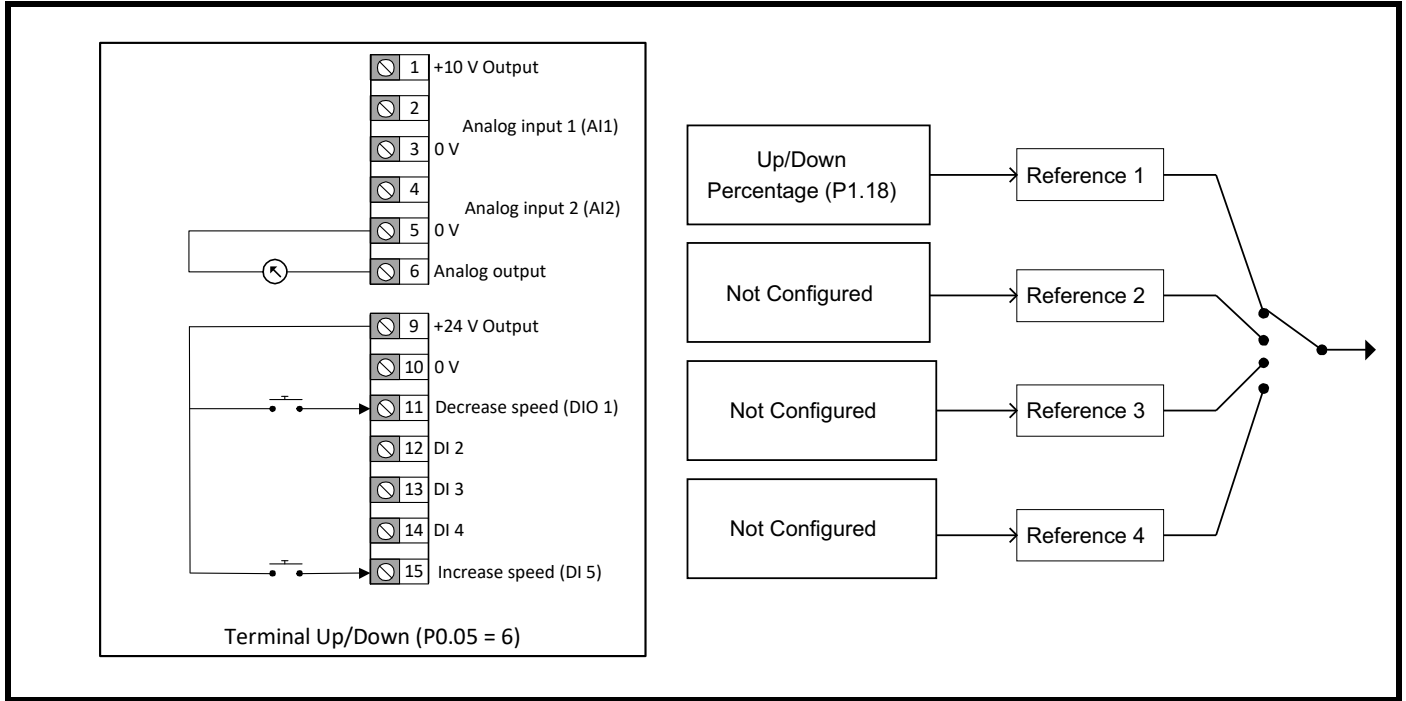 1 +10 V Output
2
Analog input 1 (AI1)
3 0 V
4
Analog input 2 (AI2)
5 0 V
6 Analog output
9 +24 V Output
10 0 V
11 Decrease speed (DIO 1)
12 DI 2
13 DI 3
14 DI 4
15 Increase speed (DI 5)
Terminal Up/Down (P0.05 = 6)
Up/Down
Percentage (P1.18)
Reference 1
Not Configured
Reference 2
Not Configured
Reference 3
Not Configured
Reference 4